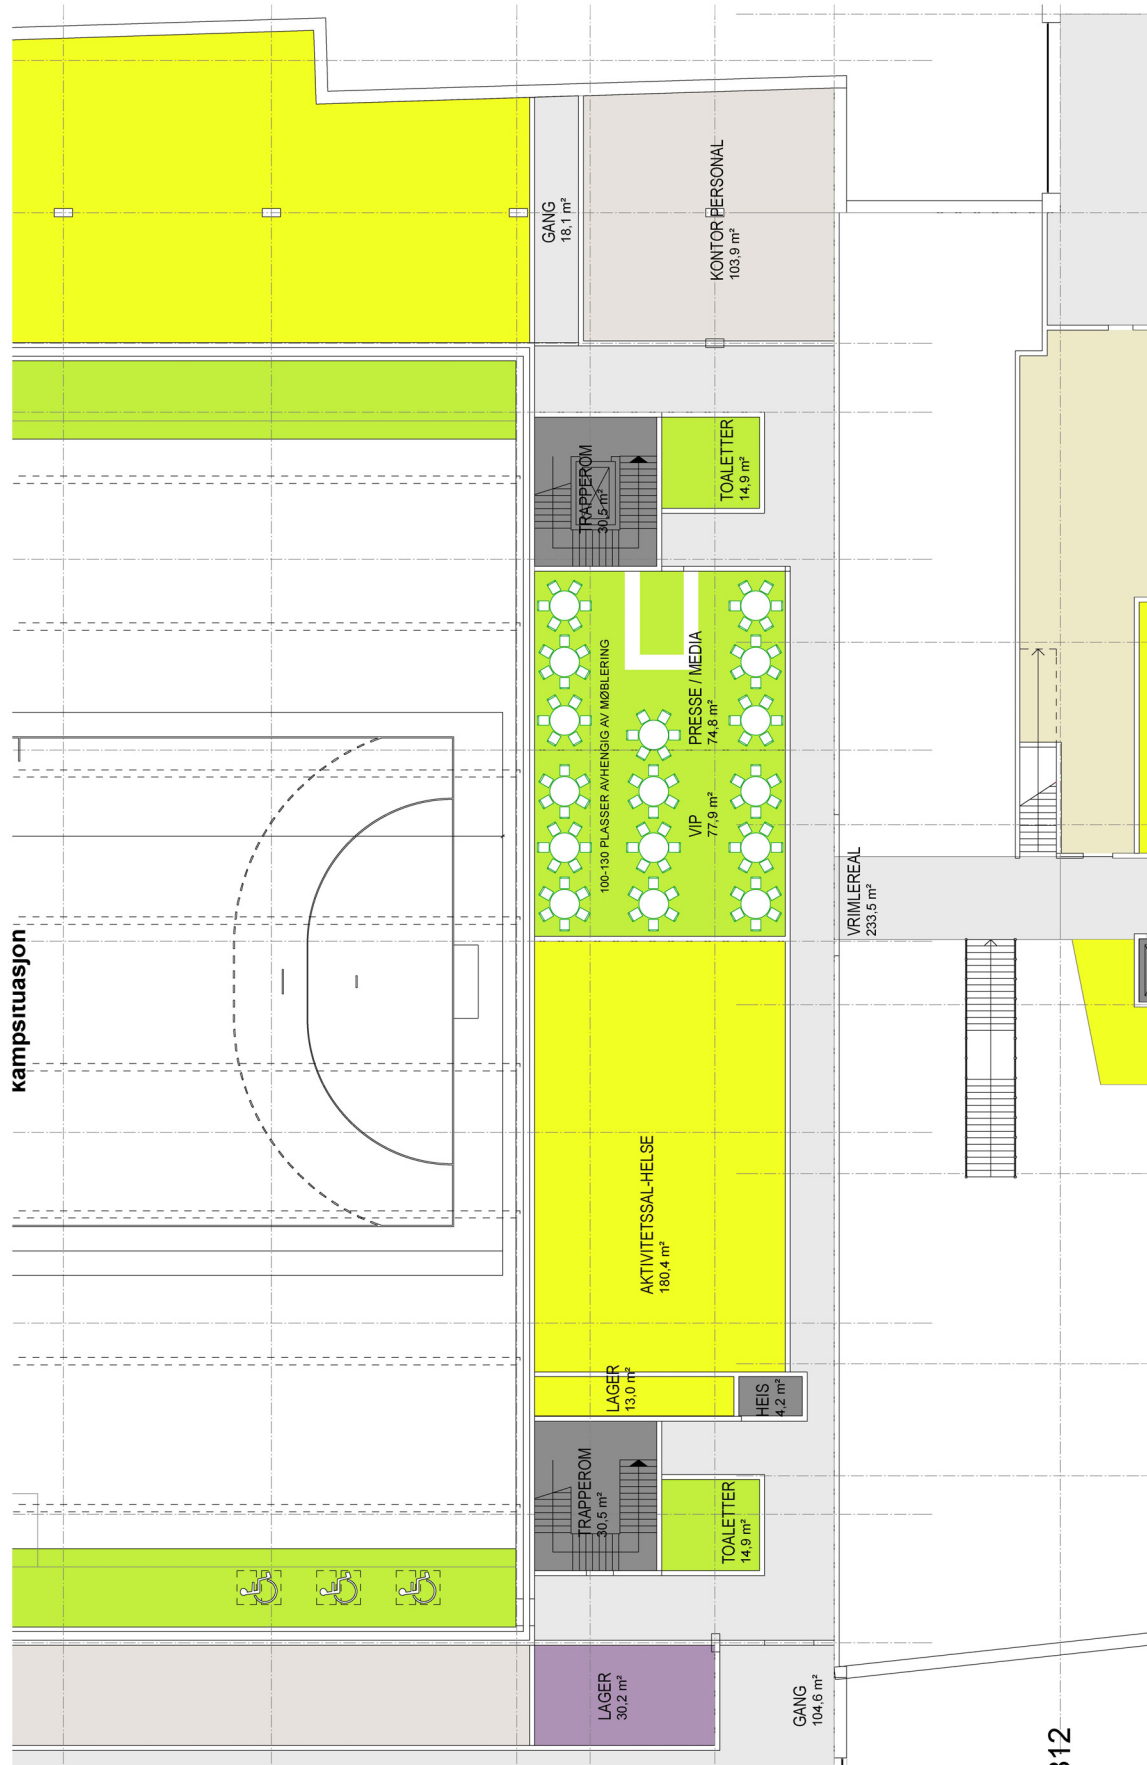 kampsituasjon
GANG
18,1 m²
KONTOR PERSONAL
103,9 m²
TRAPPEROM
30,5 m²
TOALETTER
14,9 m²
100-130 PLASSER AVHENGIG AV MØBLERING
PRESSE / MEDIA
74,8 m²
VIP
77,9 m²
VRIMLEREAL
233,5 m²
AKTIVITETSSAL-HELSE
180,4 m²
LAGER
13,0 m²
HEIS
4,2 m²
TRAPPEROM
30,5 m²
TOALETTER
14,9 m²
LAGER
30,2 m²
GANG
104,6 m²
312